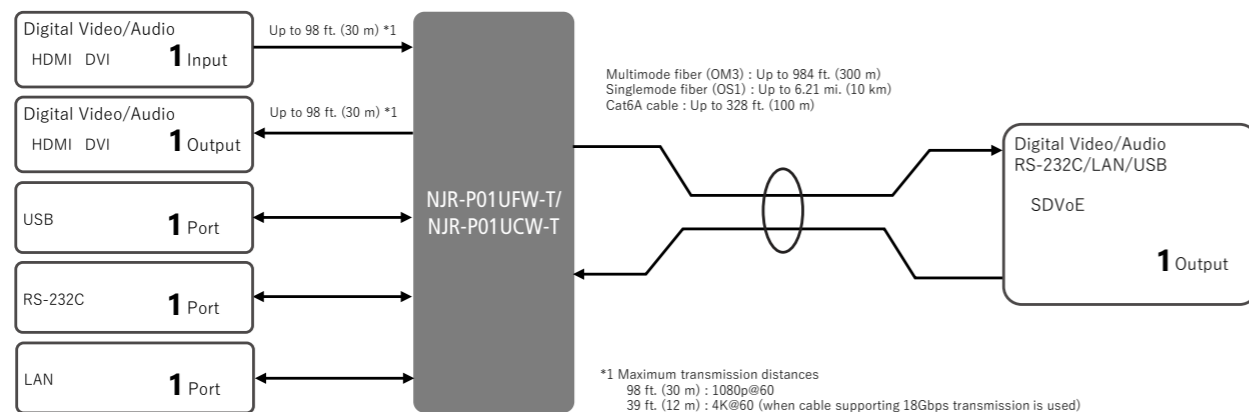 Digital Video/Audio
HDMI DVI 1 Input
Up to 98 ft. (30 m) *1
Digital Video/Audio
HDMI DVI 1 Output
Up to 98 ft. (30 m) *1
USB 1 Port
RS-232C 1 Port
LAN 1 Port
NJR-P01UFW-T/
NJR-P01UCW-T
Multimode fiber (OM3) : Up to 984 ft. (300 m)
Singlemode fiber (OS1) : Up to 6.21 mi. (10 km)
Cat6A cable : Up to 328 ft. (100 m)
Digital Video/Audio
RS-232C/LAN/USB
SDVoE
1 Output
*1 Maximum transmission distances
98 ft. (30 m) : 1080p@60
39 ft. (12 m) : 4K@60 (when cable supporting 18Gbps transmission is used)